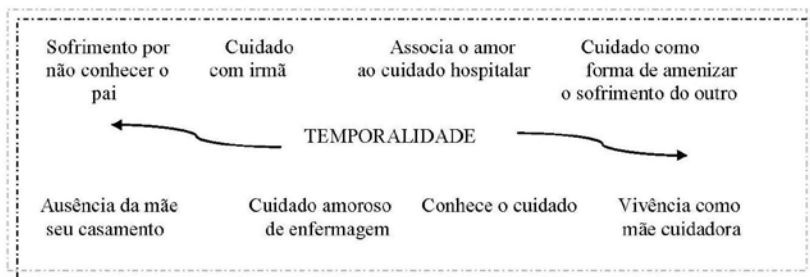 Sofrimento por
não conhecer o
pai
Cuidado
com irmã
Associa o amor
ao cuidado hospitalar
Cuidado como
forma de amenizar
o sofrimento do outro
TEMPORALIDADE
Ausência da mãe
seu casamento
Cuidado amoroso
de enfermagem
Conhece o cuidado
Vivência como
mãe cuidadora